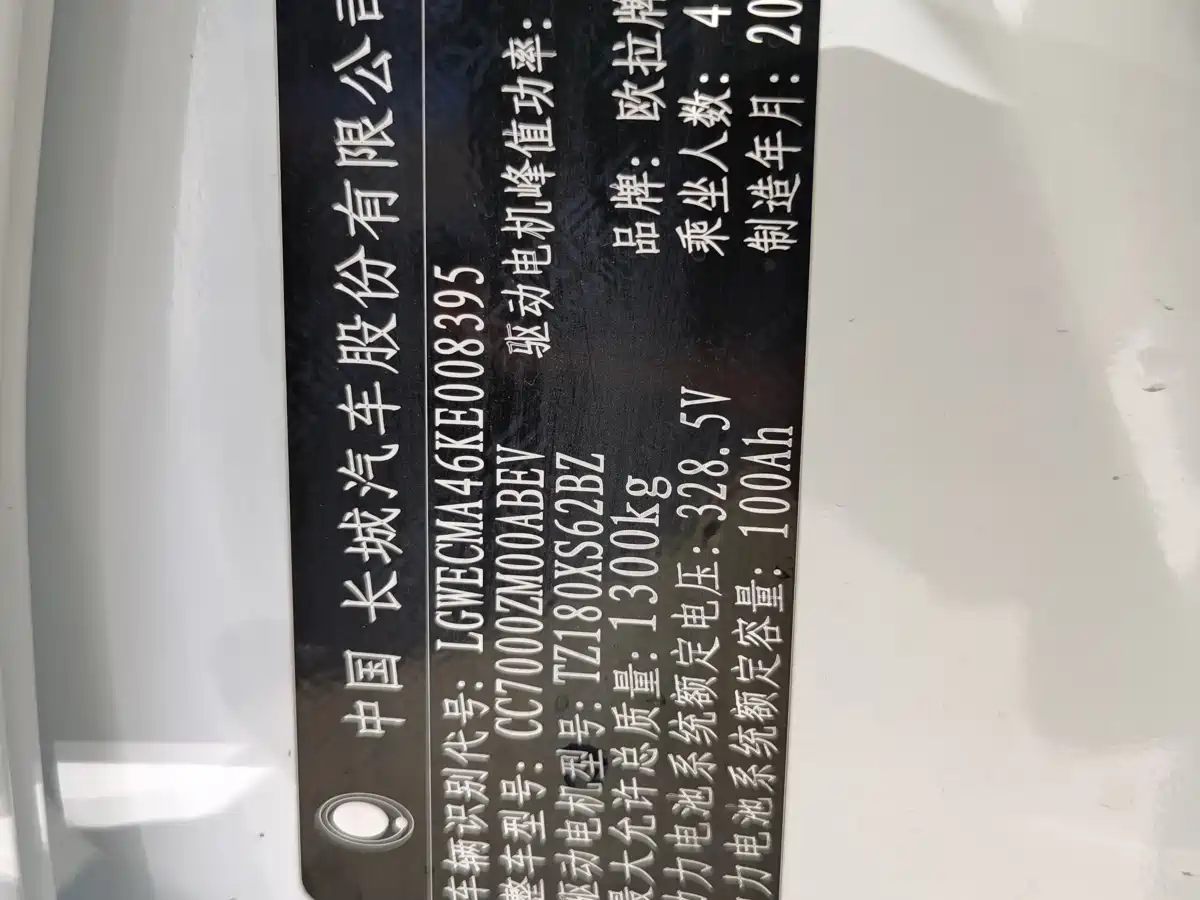 中国 长城汽车股份有限公司
车辆识别代号: LGWECMA46KE008395
整车型号: CC7000ZM00ABEV
驱动电机型号: TZ180XS62BZ 驱动电机峰值功率:
最大允许总质量: 1300kg
动力电池系统额定电压: 328.5V 品牌: 欧拉牌
动力电池系统额定容量: 100Ah 乘坐人数: 4
制造年月: 20